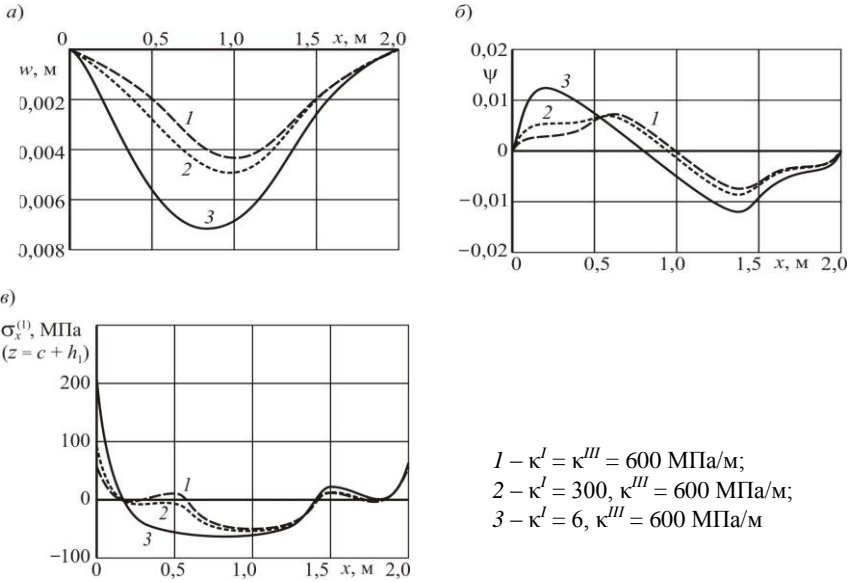 а)
0 0,5 1,0 1,5 x, м 2,0
w, м
0,002
0,004
0,006
0,008
1
2
3
б)
0,02
ψ
0,01
0
−0,01
−0,02
3
2
1
0 0,5 1,0 1,5 x, м 2,0
в)
σₓ⁽¹⁾, МПа
(z = c + h₁)
200
100
0
−100
1
2
3
0 0,5 1,0 x, м 2,0
1 – κᴵ = κᴵᴵᴵ = 600 МПа/м;
2 – κᴵ = 300, κᴵᴵᴵ = 600 МПа/м;
3 – κᴵ = 6, κᴵᴵᴵ = 600 МПа/м